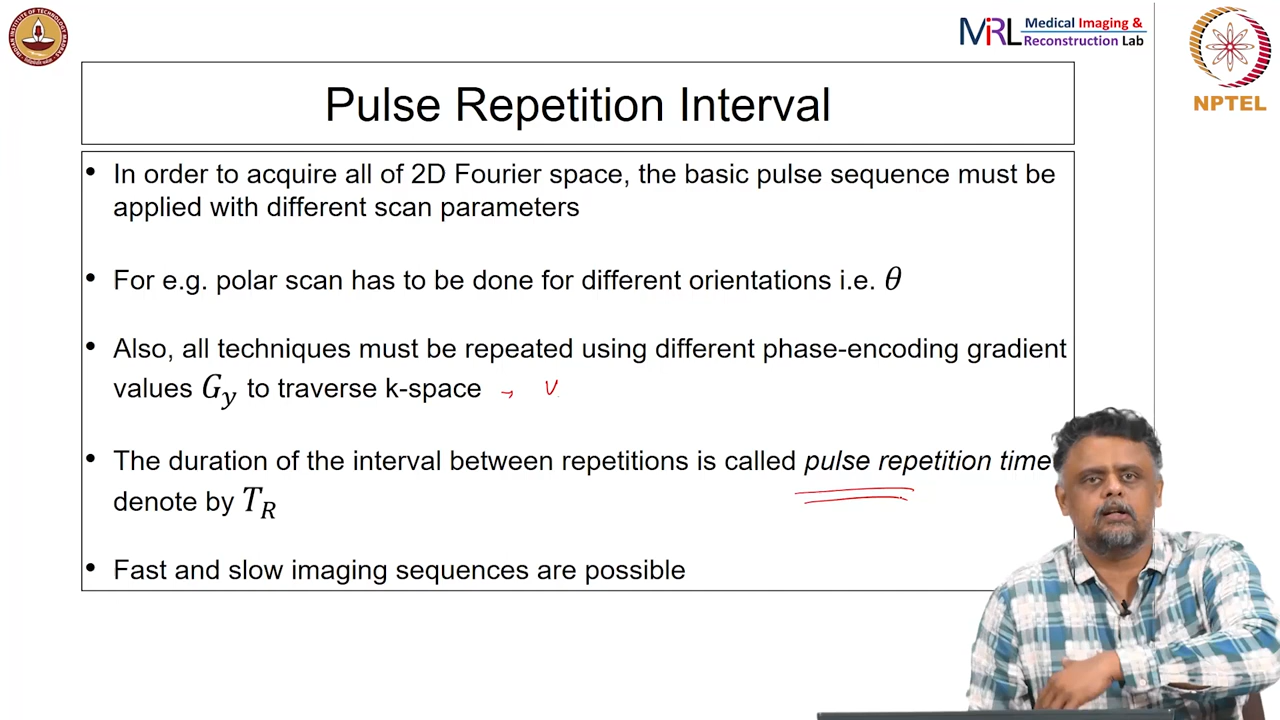 MIRL Medical Imaging &
Reconstruction Lab
NPTEL
Pulse Repetition Interval
• In order to acquire all of 2D Fourier space, the basic pulse sequence must be
applied with different scan parameters
• For e.g. polar scan has to be done for different orientations i.e. θ
• Also, all techniques must be repeated using different phase-encoding gradient
values G_y to traverse k-space
• The duration of the interval between repetitions is called pulse repetition time
denote by T_R
• Fast and slow imaging sequences are possible